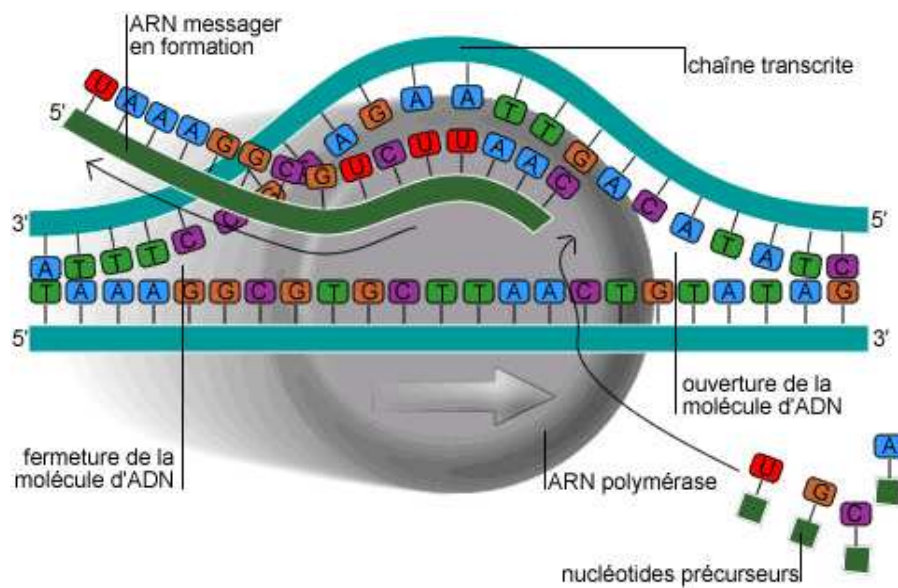 ARN messager
en formation
chaîne transcrite
5'
U A A A G G C G U C U U A A C
3'
5'
A T T T C C G A G A A T T G A C A T A T C
T A A A G G C G T G C T T A A C T G T A T A G
5'
3'
ouverture de la
molécule d'ADN
fermeture de la
molécule d'ADN
ARN polymérase
U G C A
nucléotides précurseurs